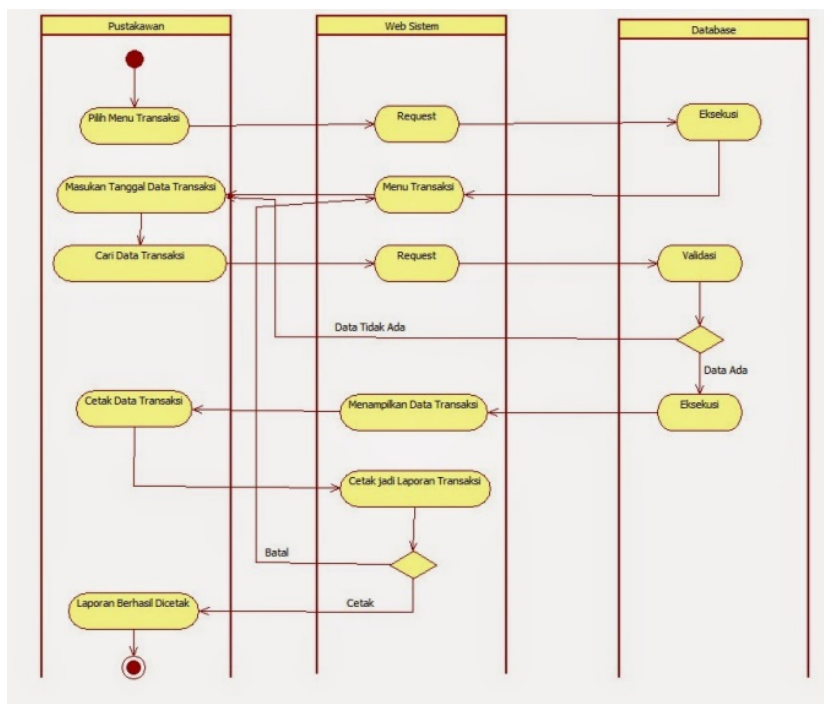 Pustakawan
Web Sistem
Database
Pilih Menu Transaksi
Request
Eksekusi
Masukan Tanggal Data Transaksi
Menu Transaksi
Cari Data Transaksi
Request
Validasi
Data Tidak Ada
Data Ada
Cetak Data Transaksi
Menampilkan Data Transaksi
Eksekusi
Cetak jadi Laporan Transaksi
Batal
Laporan Berhasil Dicetak
Cetak